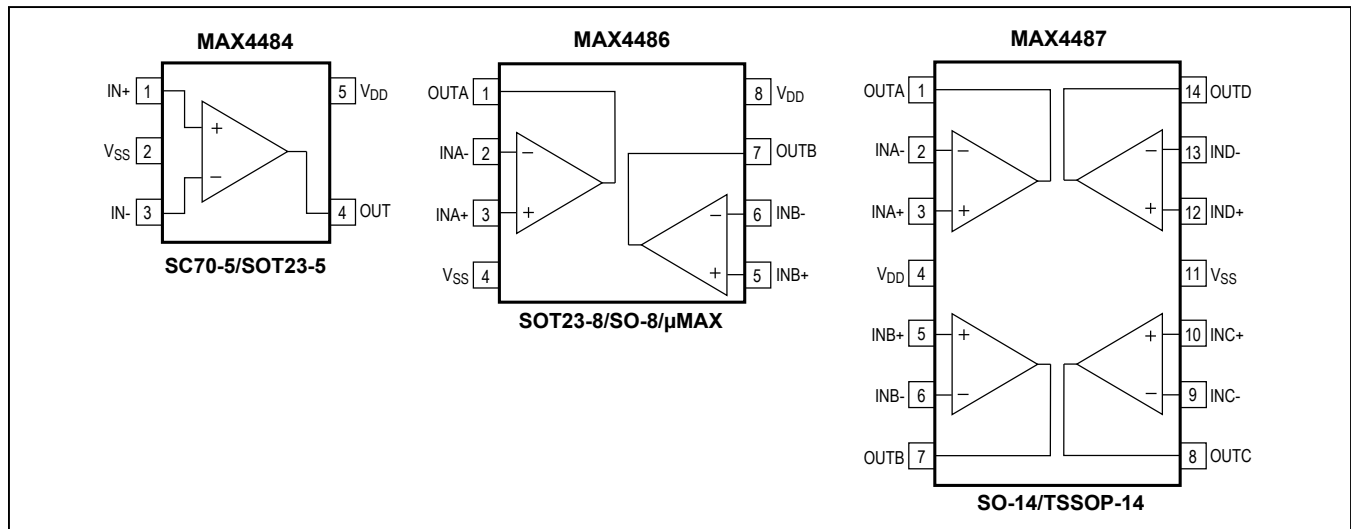 MAX4484
IN+ 1
5 VDD
+
VSS 2
−
IN- 3
4 OUT
SC70-5/SOT23-5
MAX4486
OUTA 1
8 VDD
INA- 2 −
7 OUTB
INA+ 3 +
− 6 INB-
VSS 4
+ 5 INB+
SOT23-8/SO-8/µMAX
MAX4487
OUTA 1
14 OUTD
INA- 2 −
− 13 IND-
INA+ 3 +
+ 12 IND+
VDD 4
11 VSS
INB+ 5 +
+ 10 INC+
INB- 6 −
− 9 INC-
OUTB 7
8 OUTC
SO-14/TSSOP-14